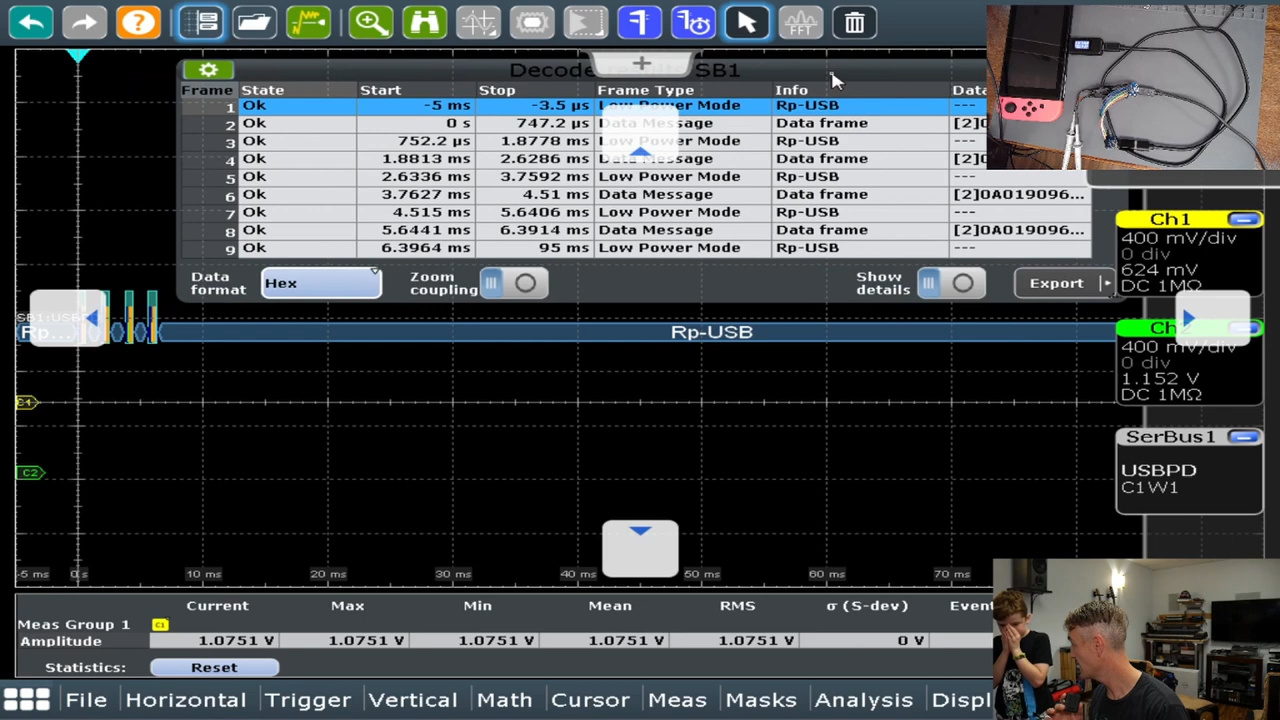 FFT
Decode SB1
Frame State Start Stop Frame Type Info Data
1 Ok -5 ms -3.5 µs Low Power Mode Rp-USB ---
2 Ok 0 s 747.2 µs Data Message Data frame [2]0
3 Ok 752.2 µs 1.8778 ms Low Power Mode Rp-USB
4 Ok 1.8813 ms 2.6286 ms Data Message Data frame
5 Ok 2.6336 ms 3.7592 ms Low Power Mode Rp-USB
6 Ok 3.7627 ms 4.51 ms Data Message Data frame [2]0A019096...
7 Ok 4.515 ms 5.6406 ms Low Power Mode Rp-USB ---
8 Ok 5.6441 ms 6.3914 ms Data Message Data frame [2]0A019096...
9 Ok 6.3964 ms 95 ms Low Power Mode Rp-USB ---
Data format Hex Zoom coupling Show details Export
SB1:USB
Rp... Rp-USB
C1
C2
-5 ms 0 s 10 ms 20 ms 30 ms 40 ms 50 ms 60 ms 70 ms
Ch1
400 mV/div
0 div
624 mV
DC 1MΩ
Ch2
400 mV/div
0 div
1.152 V
DC 1MΩ
SerBus1
USBPD
C1W1
Current Max Min Mean RMS σ (S-dev) Event
Meas Group 1 C1
Amplitude 1.0751 V 1.0751 V 1.0751 V 1.0751 V 1.0751 V 0 V
Statistics: Reset
File Horizontal Trigger Vertical Math Cursor Meas Masks Analysis Displ